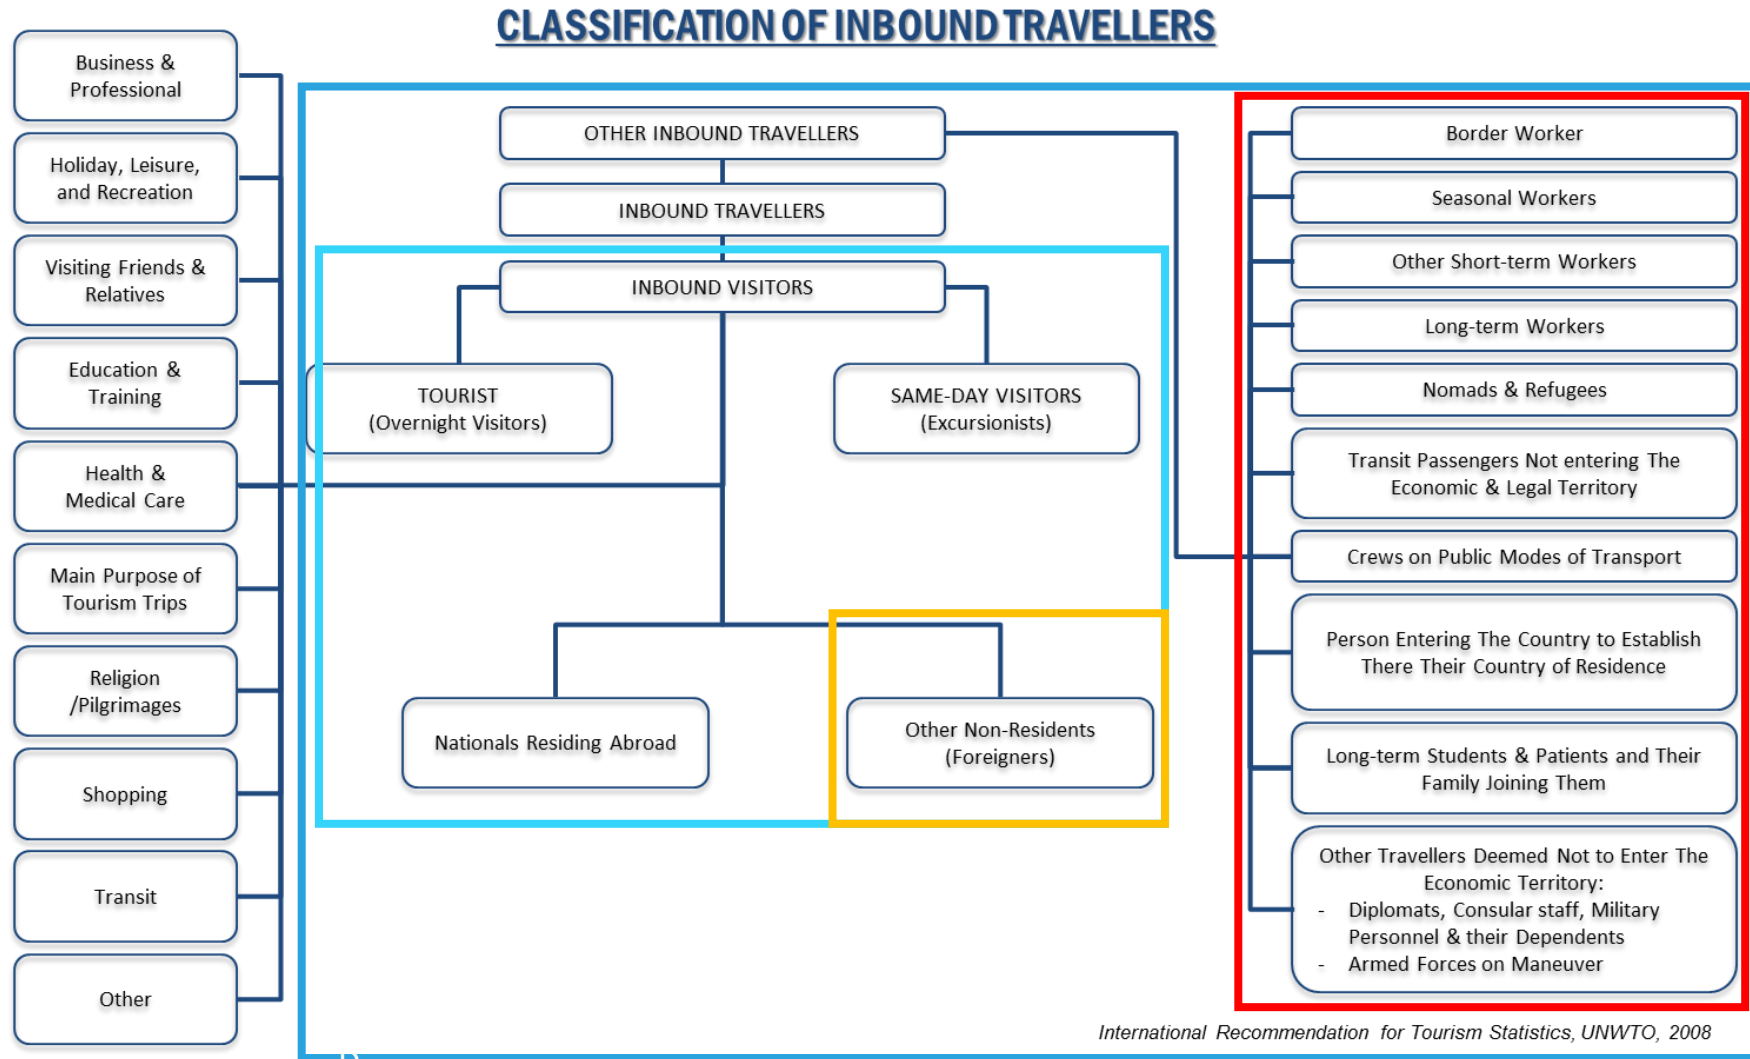 CLASSIFICATION OF INBOUND TRAVELLERS
Business &
Professional
Holiday, Leisure,
and Recreation
Visiting Friends &
Relatives
Education &
Training
Health &
Medical Care
Main Purpose of
Tourism Trips
Religion
/Pilgrimages
Shopping
Transit
Other
OTHER INBOUND TRAVELLERS
INBOUND TRAVELLERS
INBOUND VISITORS
TOURIST
(Overnight Visitors)
SAME-DAY VISITORS
(Excursionists)
Nationals Residing Abroad
Other Non-Residents
(Foreigners)
Border Worker
Seasonal Workers
Other Short-term Workers
Long-term Workers
Nomads & Refugees
Transit Passengers Not entering The
Economic & Legal Territory
Crews on Public Modes of Transport
Person Entering The Country to Establish
There Their Country of Residence
Long-term Students & Patients and Their
Family Joining Them
Other Travellers Deemed Not to Enter The
Economic Territory:
- Diplomats, Consular staff, Military
Personnel & their Dependents
- Armed Forces on Maneuver
International Recommendation for Tourism Statistics, UNWTO, 2008